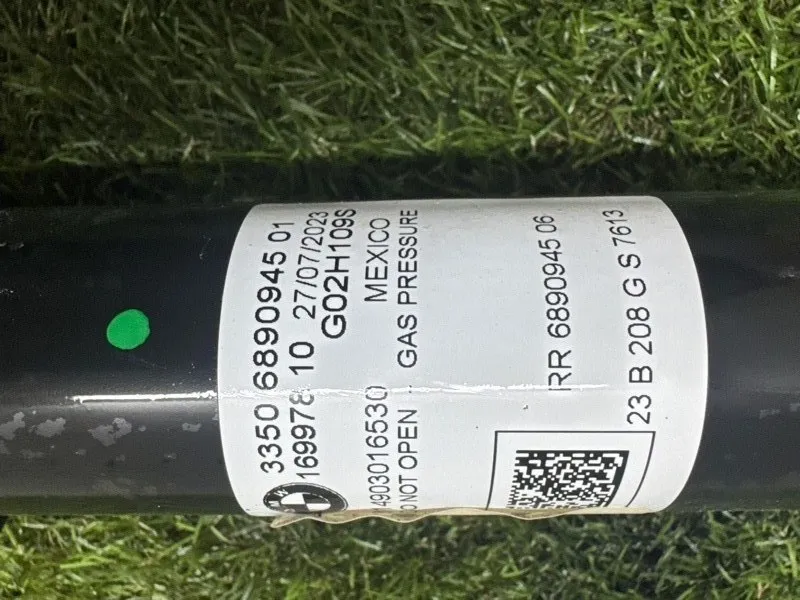 3350 6890945 01
169978 10 27/07/2023
G02H109S
4903016530 MEXICO
NOT OPEN GAS PRESSURE
RR 6890945 06
23 B 208 G S 7613